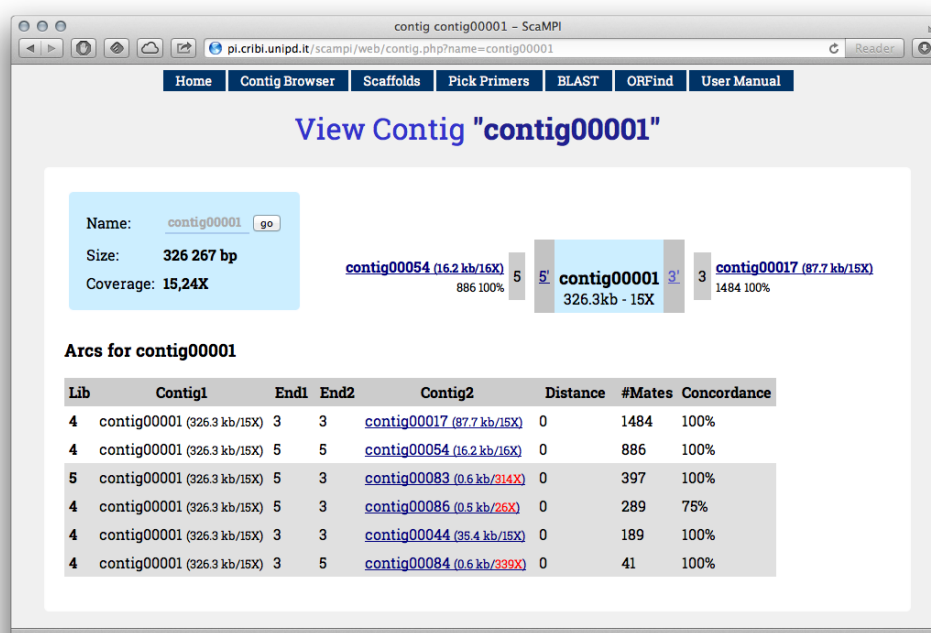 contig contig00001 – ScaMPI
pi.cribi.unipd.it/scampi/web/contig.php?name=contig00001
Reader
Home Contig Browser Scaffolds Pick Primers BLAST ORFind User Manual
View Contig "contig00001"
Name: contig00001 go
Size: 326 267 bp
Coverage: 15,24X
contig00054 (16.2 kb/16X)
886 100%
5
5'
contig00001
326.3kb - 15X
3'
3
contig00017 (87.7 kb/15X)
1484 100%
Arcs for contig00001
Lib Contig1 End1 End2 Contig2 Distance #Mates Concordance
4 contig00001 (326.3 kb/15X) 3 3 contig00017 (87.7 kb/15X) 0 1484 100%
4 contig00001 (326.3 kb/15X) 5 5 contig00054 (16.2 kb/16X) 0 886 100%
5 contig00001 (326.3 kb/15X) 5 3 contig00083 (0.6 kb/314X) 0 397 100%
4 contig00001 (326.3 kb/15X) 5 3 contig00086 (0.5 kb/26X) 0 289 75%
4 contig00001 (326.3 kb/15X) 3 3 contig00044 (35.4 kb/15X) 0 189 100%
4 contig00001 (326.3 kb/15X) 3 5 contig00084 (0.6 kb/339X) 0 41 100%